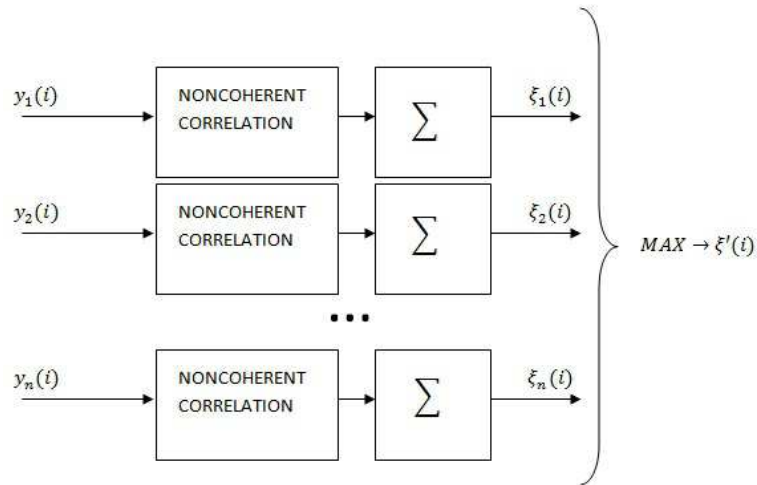 y₁(i)
NONCOHERENT
CORRELATION
∑
ξ₁(i)
y₂(i)
NONCOHERENT
CORRELATION
∑
ξ₂(i)
MAX → ξ'(i)
...
yₙ(i)
NONCOHERENT
CORRELATION
∑
ξₙ(i)